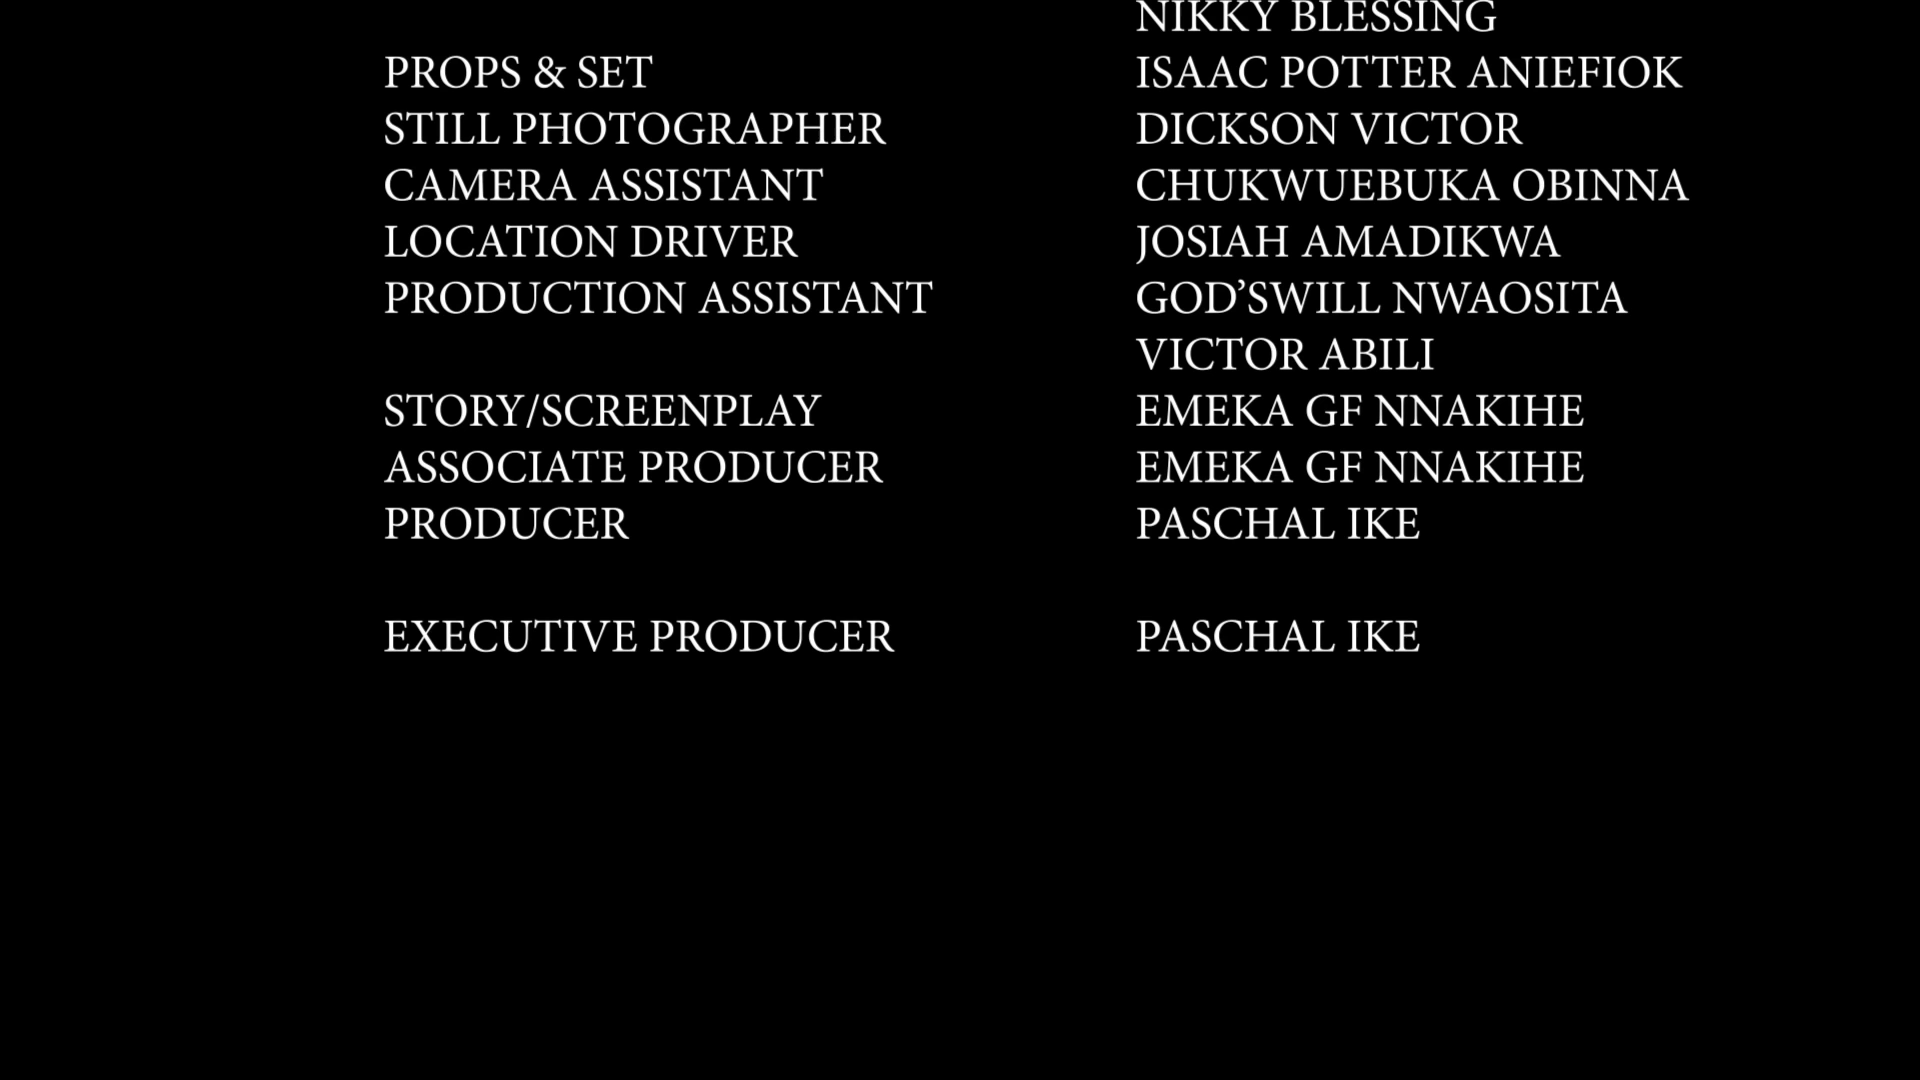 NIKKY BLESSING
PROPS & SET ISAAC POTTER ANIEFIOK
STILL PHOTOGRAPHER DICKSON VICTOR
CAMERA ASSISTANT CHUKWUEBUKA OBINNA
LOCATION DRIVER JOSIAH AMADIKWA
PRODUCTION ASSISTANT GOD’SWILL NWAOSITA
VICTOR ABILI
STORY/SCREENPLAY EMEKA GF NNAKIHE
ASSOCIATE PRODUCER EMEKA GF NNAKIHE
PRODUCER PASCHAL IKE
EXECUTIVE PRODUCER PASCHAL IKE